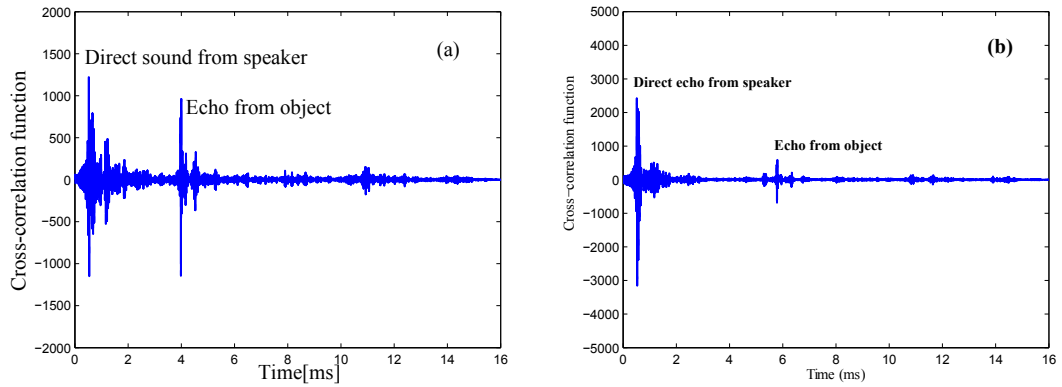 2000
1500
(a)
Direct sound from speaker
1000
Echo from object
500
0
−500
−1000
−1500
−2000
Cross-correlation function
0 2 4 6 8 10 12 14 16
Time[ms]
5000
4000
(b)
3000
Direct echo from speaker
2000
Echo from object
1000
0
−1000
−2000
−3000
−4000
−5000
Cross−correlation function
0 2 4 6 8 10 12 14 16
Time (ms)